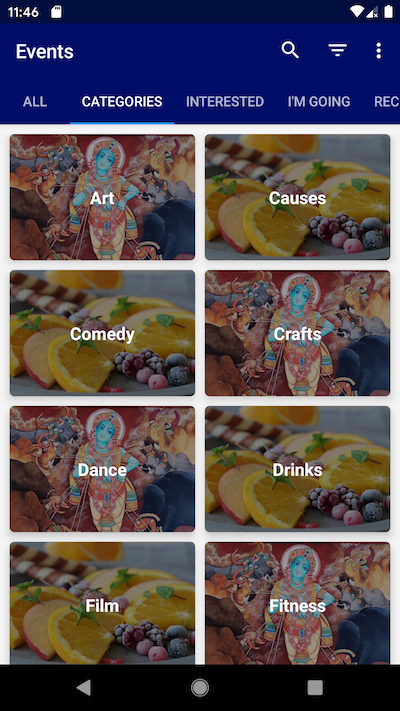 11:46
Events
ALL CATEGORIES INTERESTED I'M GOING REC
Art
Causes
Comedy
Crafts
Dance
Drinks
Film
Fitness